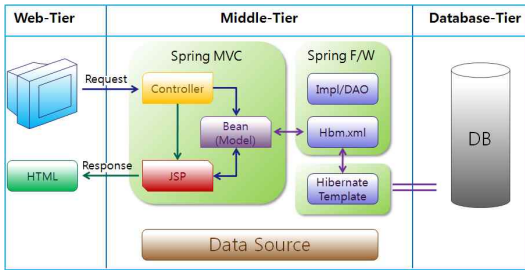 Web-Tier
Middle-Tier
Database-Tier
Spring MVC
Spring F/W
Request
Controller
Impl/DAO
Bean
(Model)
Hbm.xml
DB
Response
HTML
JSP
Hibernate
Template
Data Source